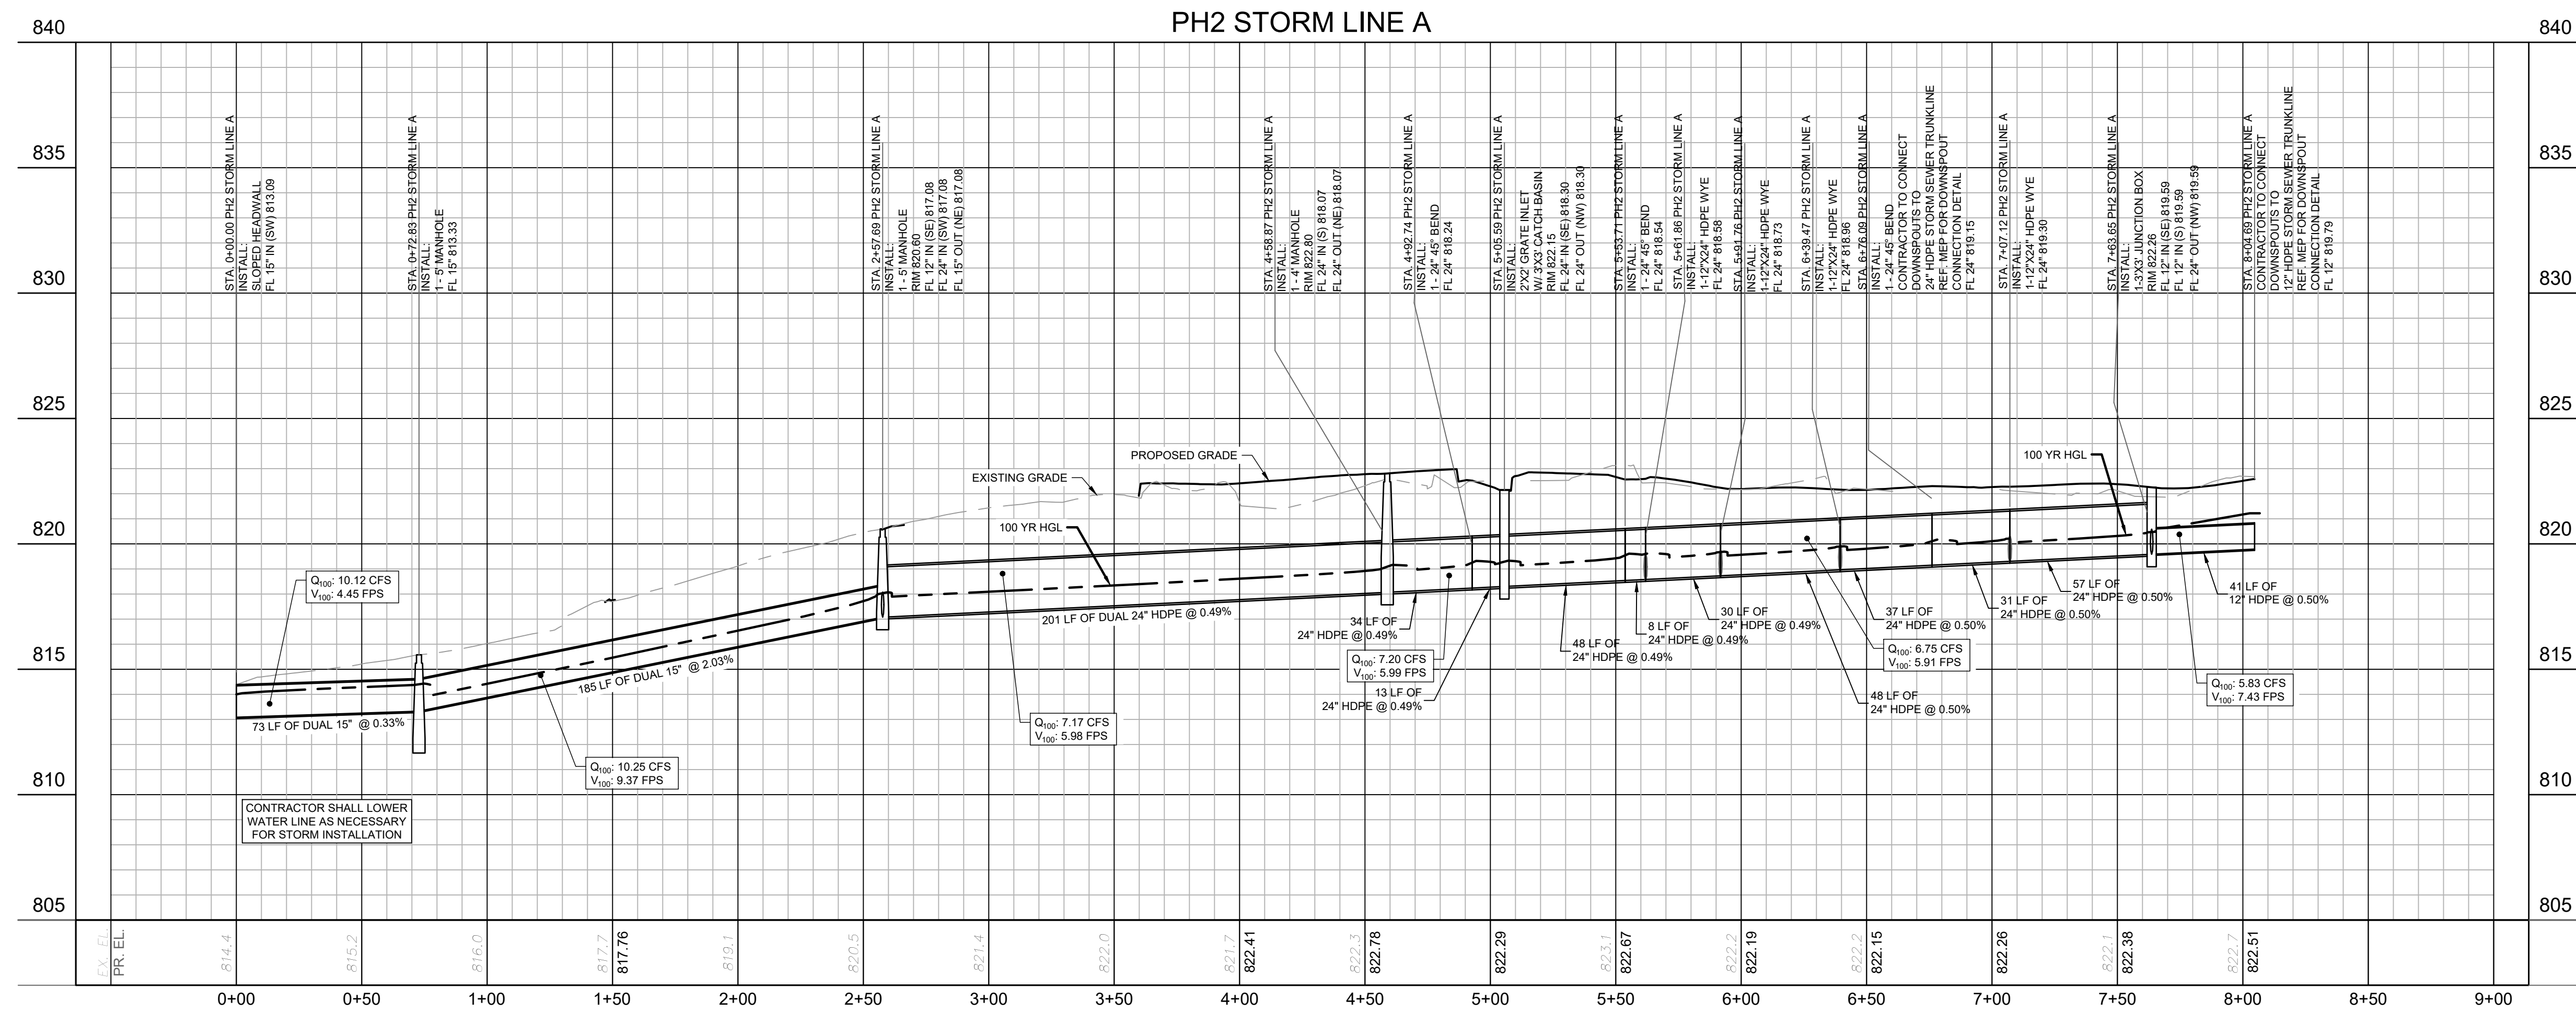 PH2 STORM LINE A
840
835
830
825
820
815
810
805
840
835
830
825
820
815
810
805
STA. 0+00.00 PH2 STORM LINE A
INSTALL:
SLOPED HEADWALL
FL 15" IN (SW) 813.09
STA. 0+72.83 PH2 STORM LINE A
INSTALL:
1 - 5' MANHOLE
FL 15" 813.33
STA. 2+57.69 PH2 STORM LINE A
INSTALL:
1 - 5' MANHOLE
RIM 820.60
FL 12" IN (SE) 817.08
FL 24" IN (SW) 817.08
FL 15" OUT (NE) 817.08
STA. 4+58.87 PH2 STORM LINE A
INSTALL:
1 - 4' MANHOLE
RIM 822.80
FL 24" IN (S) 818.07
FL 24" OUT (NE) 818.07
STA. 4+92.74 PH2 STORM LINE A
INSTALL:
1 - 24" 45° BEND
FL 24" 818.24
STA. 5+05.59 PH2 STORM LINE A
INSTALL:
2'X2' GRATE INLET
W/ 3'X3' CATCH BASIN
RIM 822.15
FL 24" IN (SE) 818.30
FL 24" OUT (NW) 818.30
STA. 5+53.71 PH2 STORM LINE A
INSTALL:
1 - 24" 45° BEND
FL 24" 818.54
STA. 5+61.86 PH2 STORM LINE A
INSTALL:
1-12"X24" HDPE WYE
FL 24" 818.58
STA. 5+91.76 PH2 STORM LINE A
INSTALL:
1-12"X24" HDPE WYE
FL 24" 818.73
STA. 6+39.47 PH2 STORM LINE A
INSTALL:
1-12"X24" HDPE WYE
FL 24" 818.96
STA. 6+76.09 PH2 STORM LINE A
INSTALL:
1 - 24" 45° BEND
CONTRACTOR TO CONNECT
DOWNSPOUTS TO
24" HDPE STORM SEWER TRUNKLINE
REF. MEP FOR DOWNSPOUT
CONNECTION DETAIL
FL 24" 819.15
STA. 7+07.12 PH2 STORM LINE A
INSTALL:
1-12"X24" HDPE WYE
FL 24" 819.30
STA. 7+63.65 PH2 STORM LINE A
INSTALL:
1-3'X3' JUNCTION BOX
RIM 822.26
FL 12" IN (SE) 819.59
FL 12" IN (S) 819.59
FL 24" OUT (NW) 819.59
STA. 8+04.69 PH2 STORM LINE A
CONTRACTOR TO CONNECT
DOWNSPOUTS TO
12" HDPE STORM SEWER TRUNKLINE
REF. MEP FOR DOWNSPOUT
CONNECTION DETAIL
FL 12" 819.79
EXISTING GRADE
PROPOSED GRADE
100 YR HGL
100 YR HGL
Q100: 10.12 CFS
V100: 4.45 FPS
73 LF OF DUAL 15" @ 0.33%
185 LF OF DUAL 15" @ 2.03%
Q100: 10.25 CFS
V100: 9.37 FPS
201 LF OF DUAL 24" HDPE @ 0.49%
Q100: 7.17 CFS
V100: 5.98 FPS
34 LF OF
24" HDPE @ 0.49%
Q100: 7.20 CFS
V100: 5.99 FPS
13 LF OF
24" HDPE @ 0.49%
48 LF OF
24" HDPE @ 0.49%
8 LF OF
24" HDPE @ 0.49%
30 LF OF
24" HDPE @ 0.49%
48 LF OF
24" HDPE @ 0.50%
37 LF OF
24" HDPE @ 0.50%
Q100: 6.75 CFS
V100: 5.91 FPS
31 LF OF
24" HDPE @ 0.50%
57 LF OF
24" HDPE @ 0.50%
41 LF OF
12" HDPE @ 0.50%
Q100: 5.83 CFS
V100: 7.43 FPS
CONTRACTOR SHALL LOWER
WATER LINE AS NECESSARY
FOR STORM INSTALLATION
EX. EL.
PR. EL.
814.4
815.2
816.0
817.7
817.76
819.1
820.5
821.4
822.0
821.7
822.41
822.3
822.78
822.29
823.1
822.67
822.2
822.19
822.2
822.15
822.26
822.1
822.38
822.7
822.51
0+00
0+50
1+00
1+50
2+00
2+50
3+00
3+50
4+00
4+50
5+00
5+50
6+00
6+50
7+00
7+50
8+00
8+50
9+00